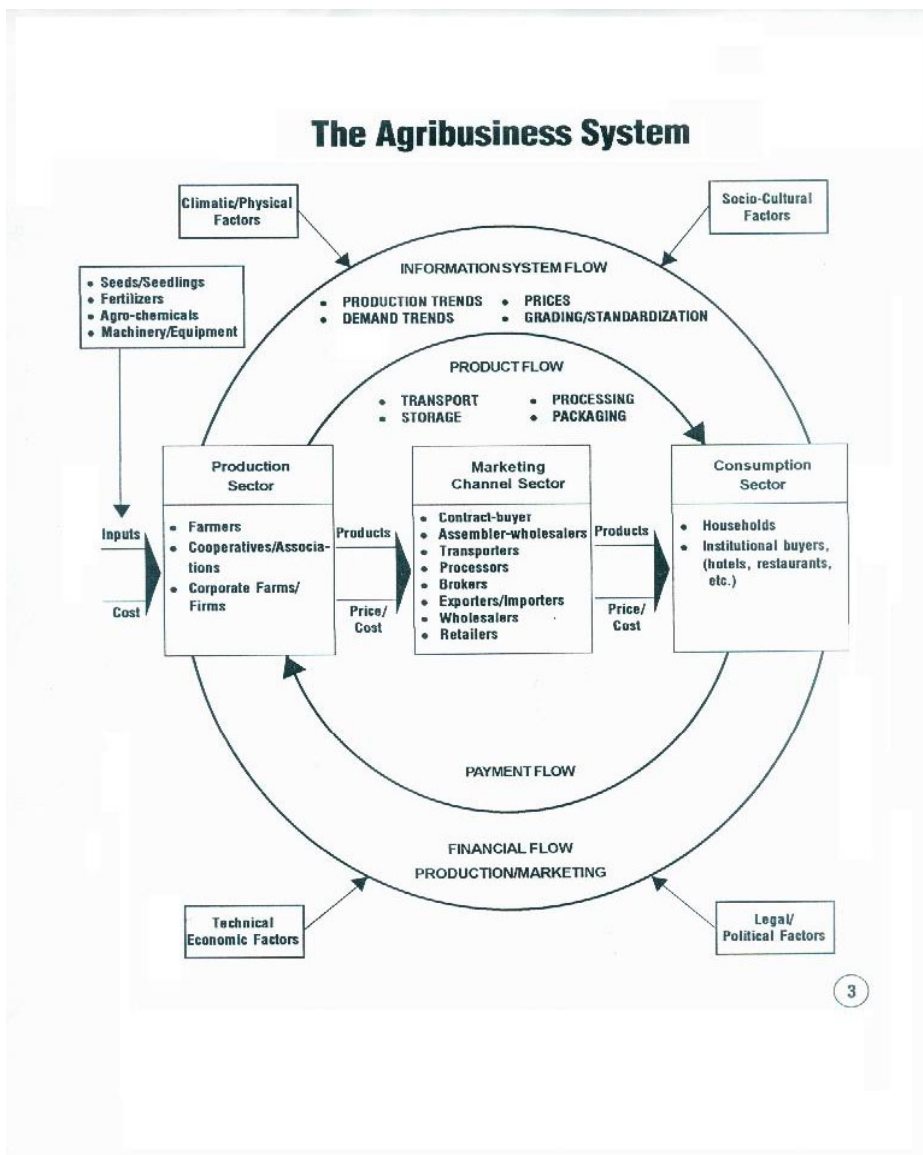 The Agribusiness System
Climatic/Physical
Factors
Socio-Cultural
Factors
INFORMATION SYSTEM FLOW
• PRODUCTION TRENDS • PRICES
• DEMAND TRENDS • GRADING/STANDARDIZATION
• Seeds/Seedlings
• Fertilizers
• Agro-chemicals
• Machinery/Equipment
PRODUCT FLOW
• TRANSPORT • PROCESSING
• STORAGE • PACKAGING
Production
Sector
Marketing
Channel Sector
Consumption
Sector
Inputs
Cost
• Farmers
• Cooperatives/Associa-
tions
• Corporate Farms/
Firms
Products
Price/
Cost
• Contract-buyer
• Assembler-wholesalers
• Transporters
• Processors
• Brokers
• Exporters/Importers
• Wholesalers
• Retailers
Products
Price/
Cost
• Households
• Institutional buyers,
(hotels, restaurants,
etc.)
PAYMENT FLOW
FINANCIAL FLOW
PRODUCTION/MARKETING
Technical
Economic Factors
Legal/
Political Factors
3